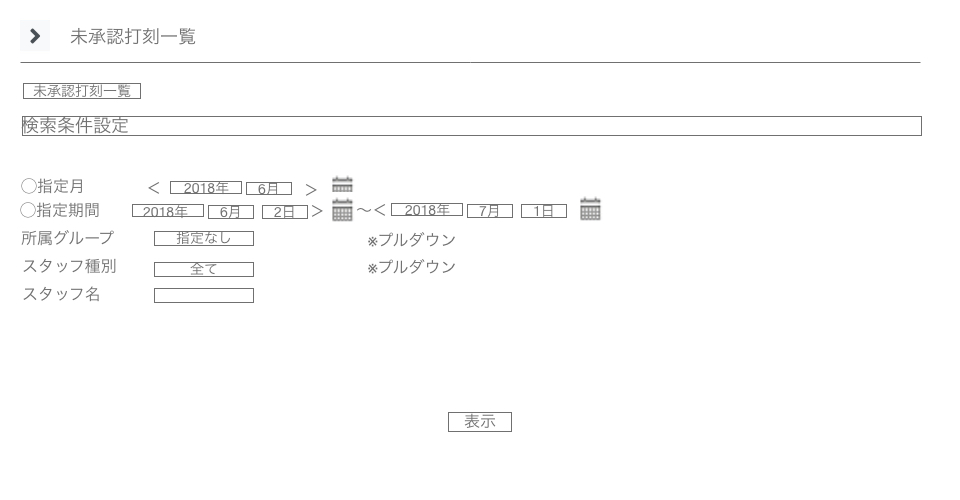 未承認打刻一覧
未承認打刻一覧
検索条件設定
○指定月 ＜ 2018年 6月 ＞
○指定期間 2018年 6月 2日 ＞ 〜＜ 2018年 7月 1日
所属グループ 指定なし ※プルダウン
スタッフ種別 全て ※プルダウン
スタッフ名
表示